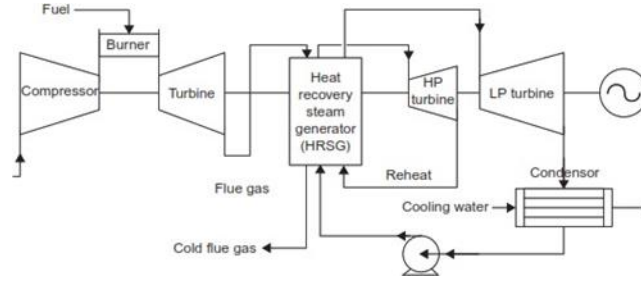 Fuel
Burner
Compressor
Turbine
Heat
recovery
steam
generator
(HRSG)
HP
turbine
LP turbine
Reheat
Flue gas
Condensor
Cooling water
Cold flue gas